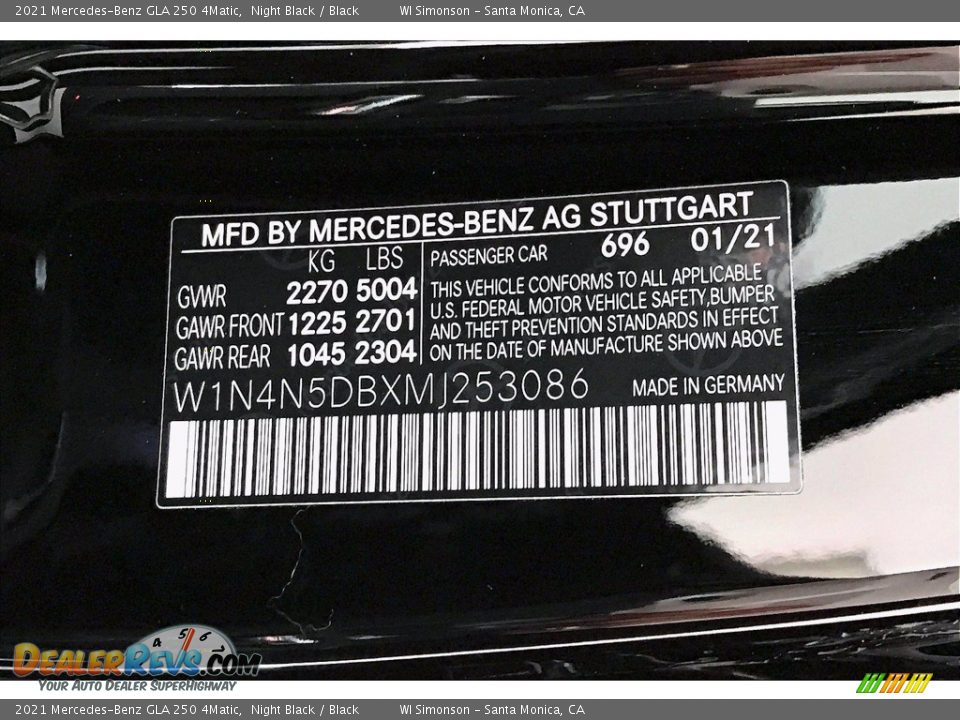 2021 Mercedes-Benz GLA 250 4Matic, Night Black / Black WI Simonson - Santa Monica, CA
MFD BY MERCEDES-BENZ AG STUTTGART
KG LBS
GVWR 2270 5004
GAWR FRONT 1225 2701
GAWR REAR 1045 2304
PASSENGER CAR 696 01/21
THIS VEHICLE CONFORMS TO ALL APPLICABLE
U.S. FEDERAL MOTOR VEHICLE SAFETY,BUMPER
AND THEFT PREVENTION STANDARDS IN EFFECT
ON THE DATE OF MANUFACTURE SHOWN ABOVE
W1N4N5DBXMJ253086 MADE IN GERMANY
4 5 6
DEALERREVS.COM
YOUR AUTO DEALER SUPERHIGHWAY
2021 Mercedes-Benz GLA 250 4Matic, Night Black / Black WI Simonson - Santa Monica, CA